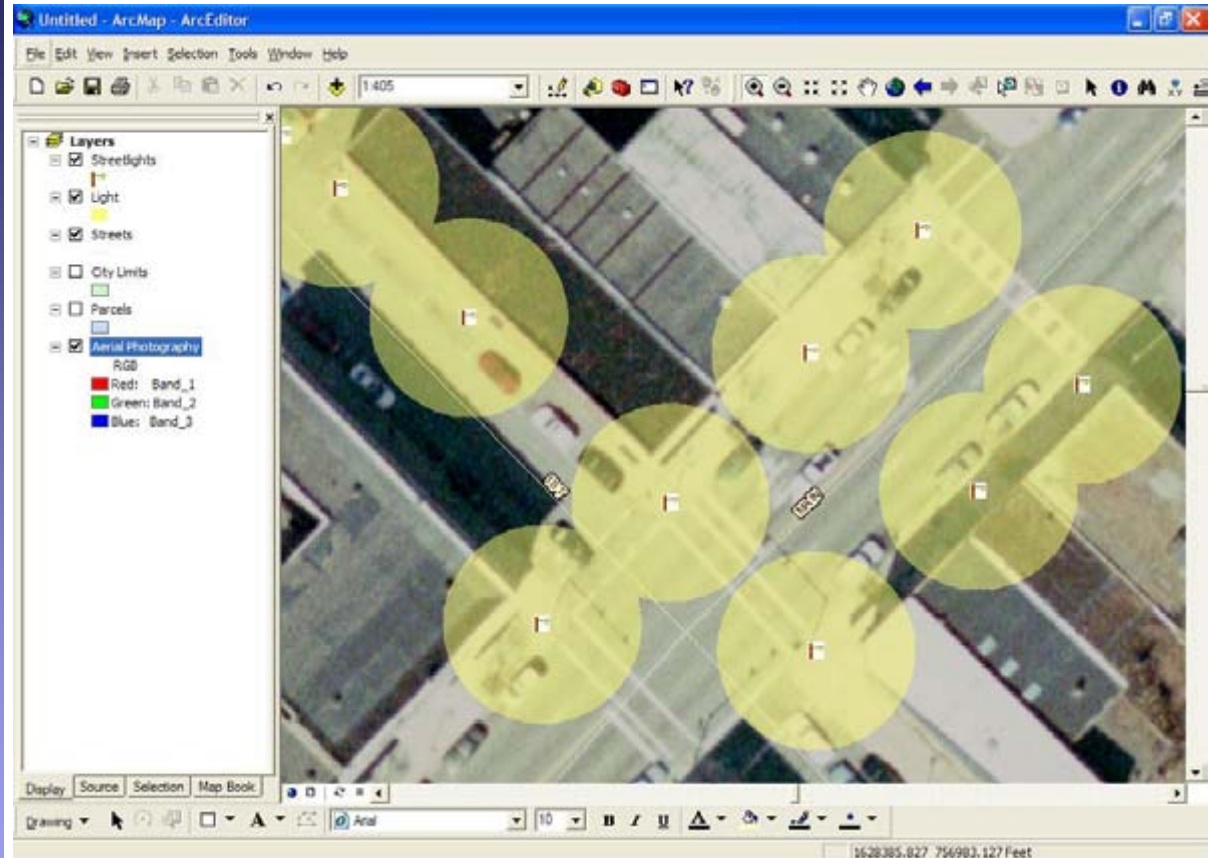 Untitled - ArcMap - ArcEditor
File Edit View Insert Selection Tools Window Help
1:405
Layers
Streetlights
Light
Streets
City Limits
Parcels
Aerial Photography
RGB
Red: Band_1
Green: Band_2
Blue: Band_3
MAIN
Display Source Selection Map Book
Drawing A Arial 10 B I U A
1628385.827 756983.127 Feet